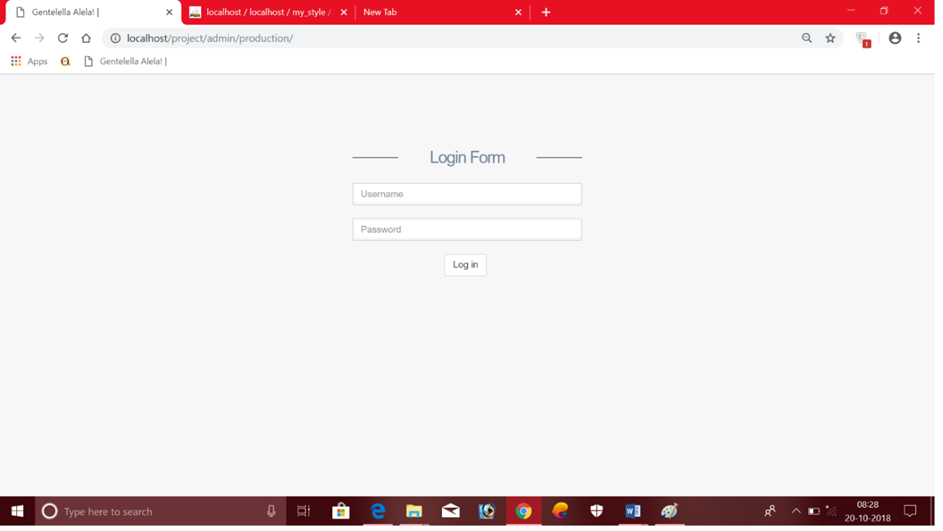 Gentelella Alela! |
localhost / localhost / my_style /
New Tab
localhost/project/admin/production/
1
Apps
Gentelella Alela! |
Login Form
Username
Password
Log in
Type here to search
08:28
20-10-2018